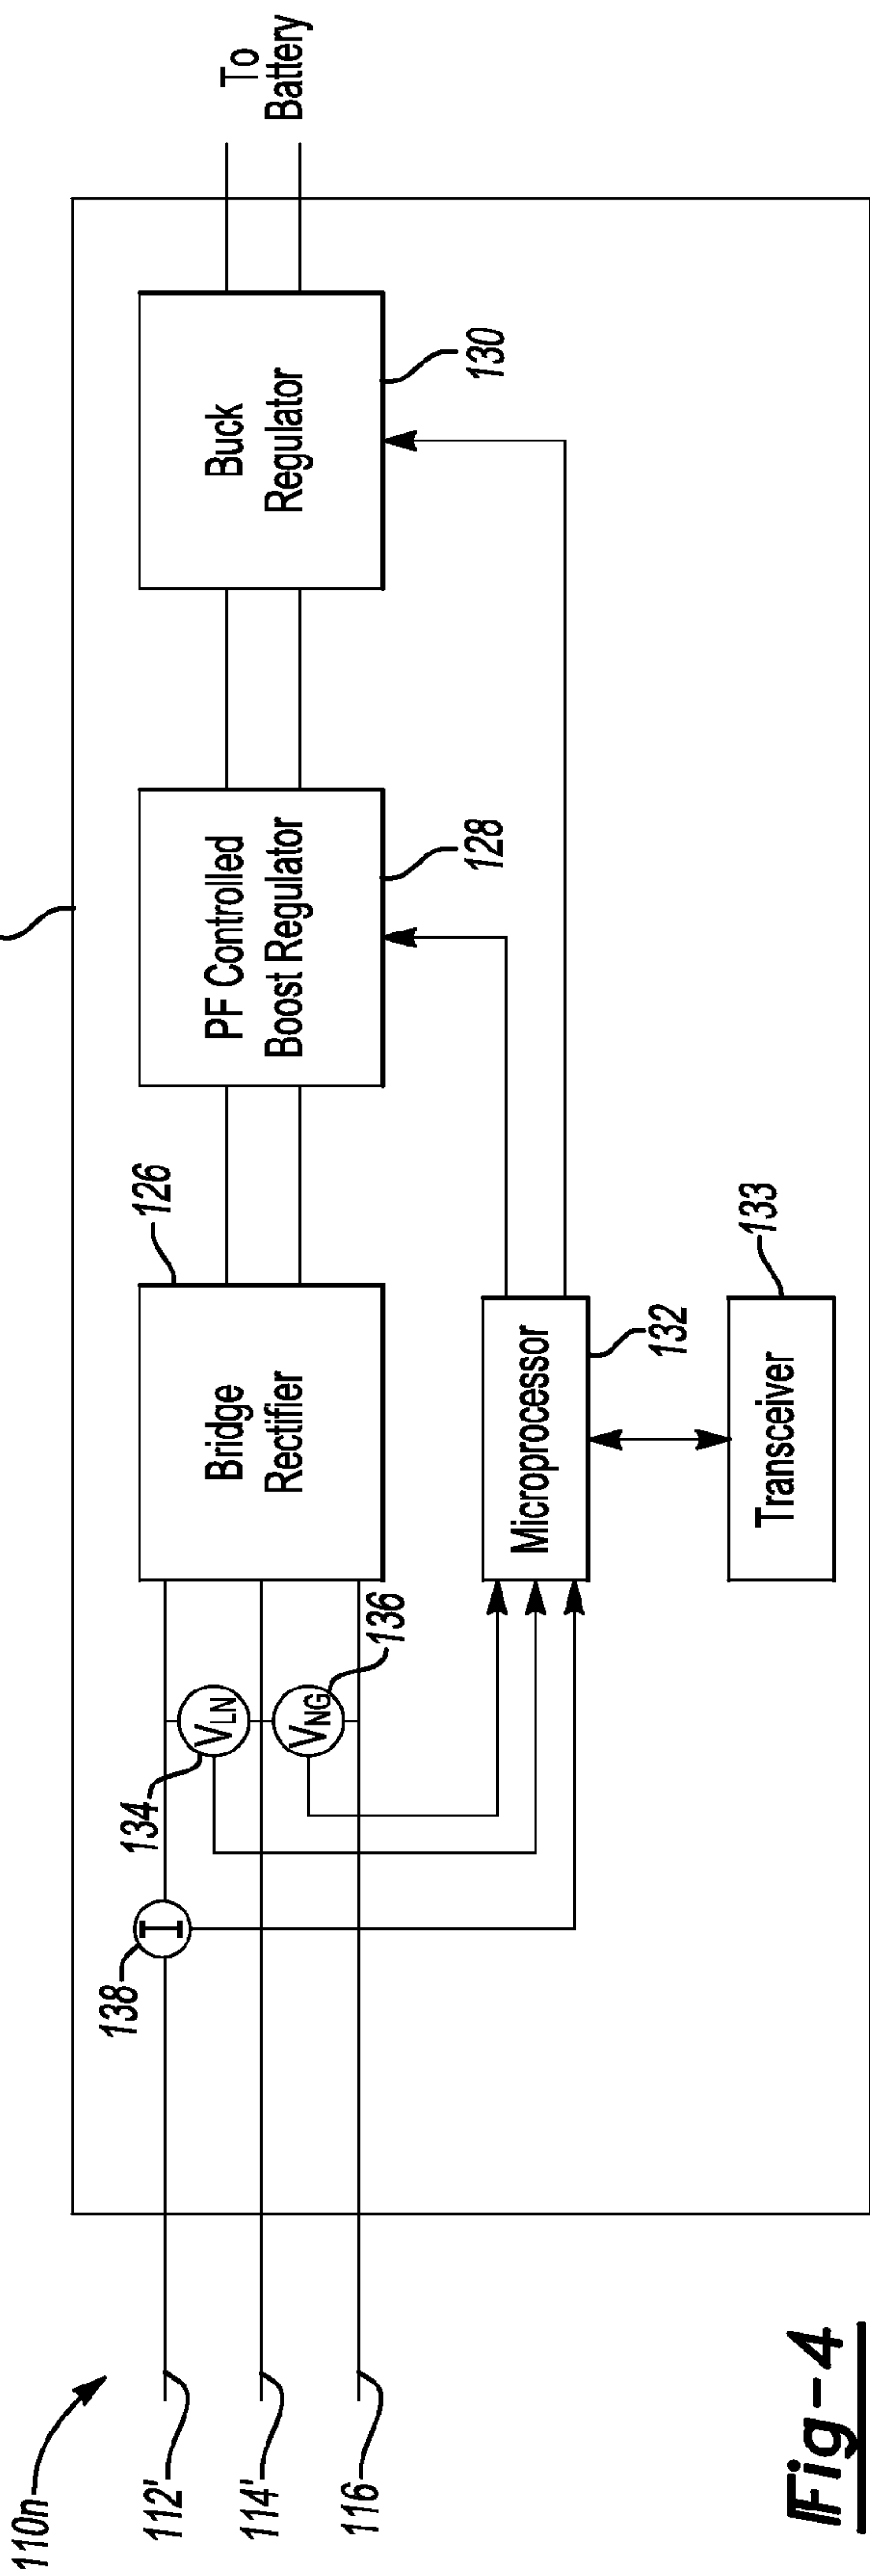 110n
112'
114'
116
138
I
134
VLN
VNG
136
126
Bridge
Rectifier
PF Controlled
Boost Regulator
128
Buck
Regulator
130
To
Battery
Microprocessor
132
Transceiver
133
Fig-4